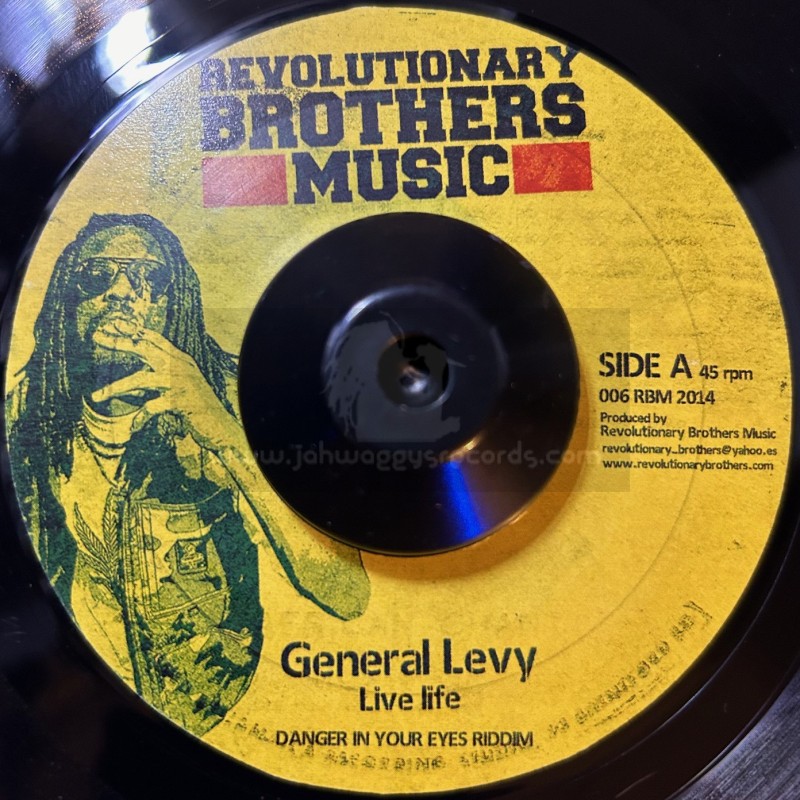 REVOLUTIONARY
BROTHERS
MUSIC
SIDE A 45 rpm
006 RBM 2014
Produced by
Revolutionary Brothers Music
revolutionary_brothers@yahoo.es
www.revolutionarybrothers.com
www.jahwaggysrecords.com
General Levy
Live life
DANGER IN YOUR EYES RIDDIM